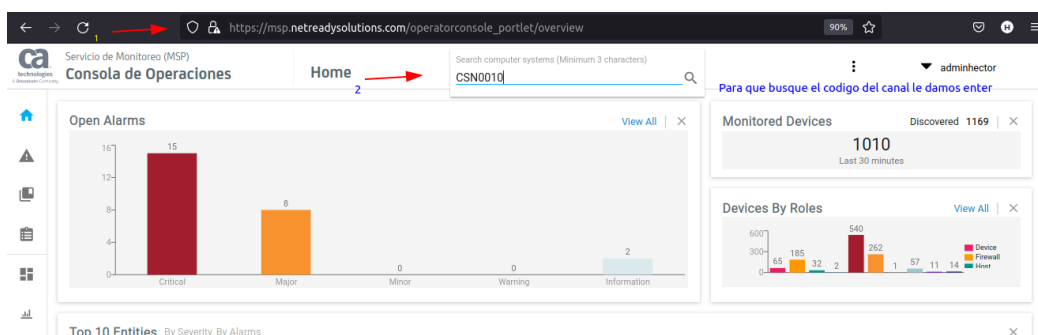 1
https://msp.netreadysolutions.com/operatorconsole_portlet/overview
90%
H
ca
technologies
A Broadcom Company
Servicio de Monitoreo (MSP)
Consola de Operaciones
Home
2
Search computer systems (Minimum 3 characters)
CSN0010
adminhector
Para que busque el codigo del canal le damos enter
Open Alarms
View All
16
12
8
4
0
15
8
0
0
2
Critical
Major
Minor
Warning
Information
Monitored Devices
Discovered 1169
1010
Last 30 minutes
Devices By Roles
View All
600
300
0
65
185
32
2
540
262
1
57
11
14
Device
Firewall
Host
Top 10 Entities By Severity, By Alarms